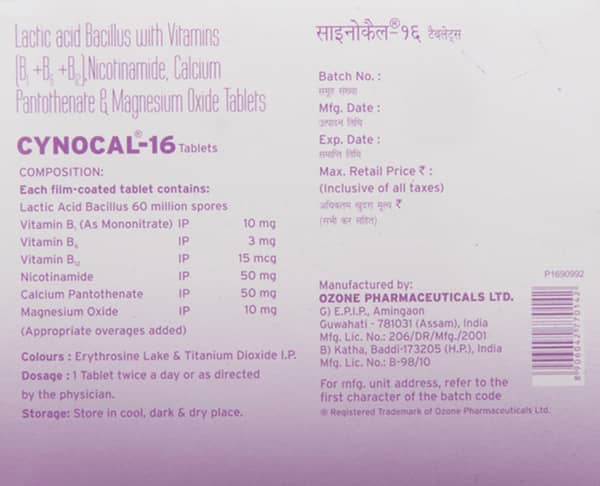 Lactic acid Bacillus with Vitamins
(B₁ +B₆ +B₁₂),Nicotinamide, Calcium
Pantothenate & Magnesium Oxide Tablets
CYNOCAL®-16 Tablets
COMPOSITION:
Each film-coated tablet contains:
Lactic Acid Bacillus 60 million spores
Vitamin B₁ (As Mononitrate) IP 10 mg
Vitamin B₆ IP 3 mg
Vitamin B₁₂ IP 15 mcg
Nicotinamide IP 50 mg
Calcium Pantothenate IP 50 mg
Magnesium Oxide IP 10 mg
(Appropriate overages added)
Colours : Erythrosine Lake & Titanium Dioxide I.P.
Dosage : 1 Tablet twice a day or as directed
by the physician.
Storage: Store in cool, dark & dry place.
साइनोकैल®-१६ टैबलेट्स
Batch No. :
समूह संख्या
Mfg. Date :
उत्पादन तिथि
Exp. Date :
समाप्ति तिथि
Max. Retail Price ₹ :
(Inclusive of all taxes)
अधिकतम खुदरा मूल्य ₹
(सभी कर सहित)
P1690992
Manufactured by:
OZONE PHARMACEUTICALS LTD.
G) E.P.I.P., Amingaon
Guwahati - 781031 (Assam), India
Mfg. Lic. No.: 206/DR/Mfg./2001
B) Katha, Baddi-173205 (H.P.), India
Mfg. Lic. No.: B-98/10
For mfg. unit address, refer to the
first character of the batch code
® Registered Trademark of Ozone Pharmaceuticals Ltd.